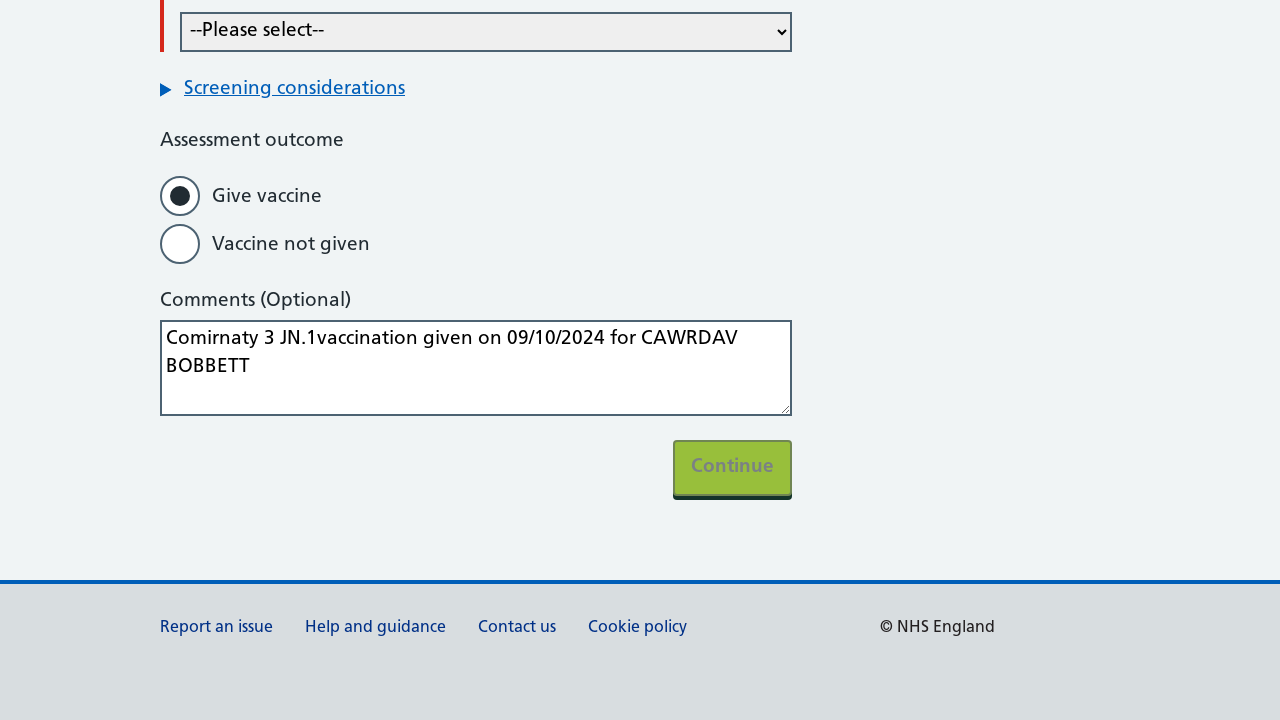 --Please select--
Screening considerations
Assessment outcome
Give vaccine
Vaccine not given
Comments (Optional)
Comirnaty 3 JN.1vaccination given on 09/10/2024 for CAWRDAV
BOBBETT
Continue
Report an issue Help and guidance Contact us Cookie policy © NHS England